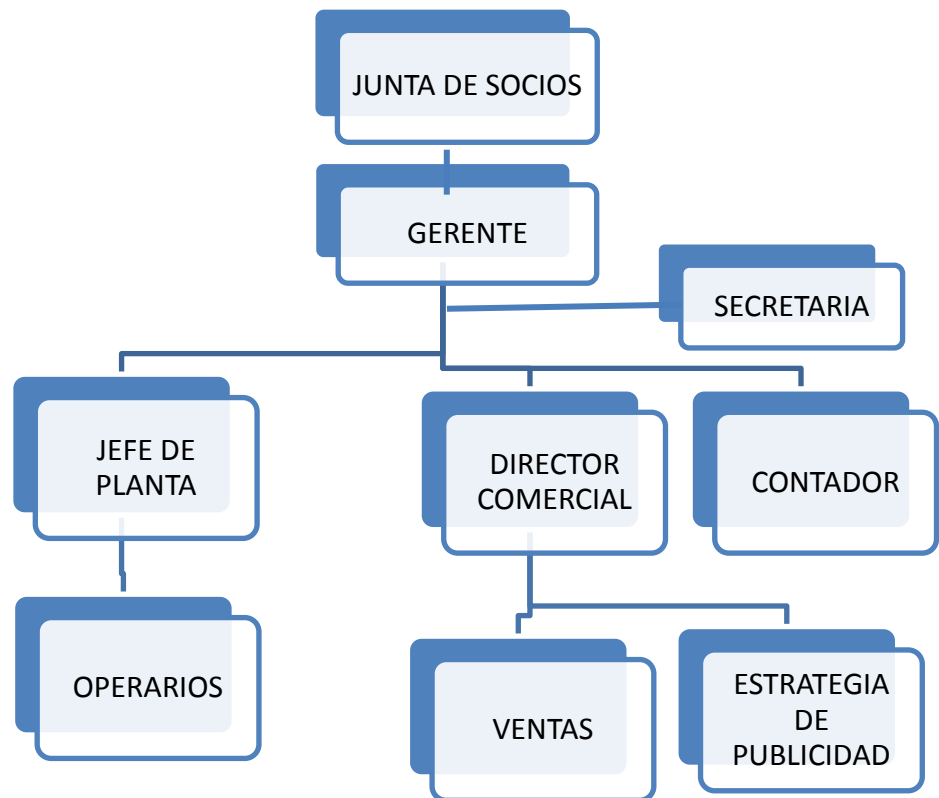 JUNTA DE SOCIOS
GERENTE
SECRETARIA
JEFE DE
PLANTA
DIRECTOR
COMERCIAL
CONTADOR
OPERARIOS
VENTAS
ESTRATEGIA
DE
PUBLICIDAD